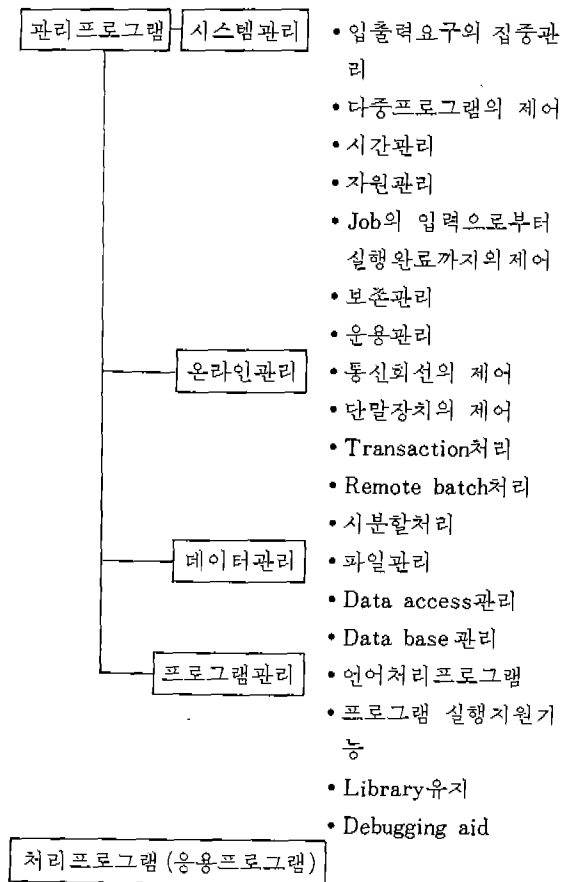 관리프로그램 시스템관리 • 입출력요구의 집중관
리
• 다중프로그램의 제어
• 시간관리
• 자원관리
• Job의 입력으로부터
실행완료까지의 제어
• 보존관리
• 운용관리
온라인관리 • 통신회선의 제어
• 단말장치의 제어
• Transaction처리
• Remote batch처리
• 시분할처리
데이터관리 • 파일관리
• Data access관리
• Data base관리
프로그램관리 • 언어처리프로그램
• 프로그램 실행지원기
능
• Library유지
• Debugging aid
처리프로그램(응용프로그램)